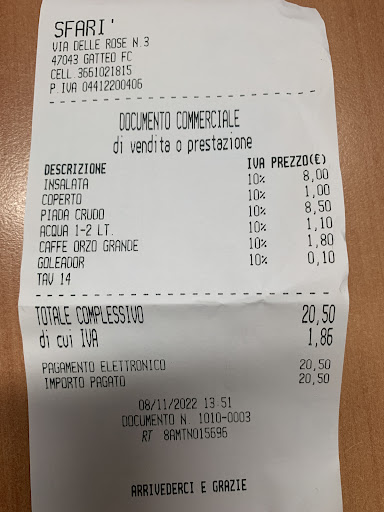 SFARI'
VIA DELLE ROSE N.3
47043 GATTEO FC
CELL 3661021815
P.IVA 04412200406
DOCUMENTO COMMERCIALE
di vendita o prestazione
DESCRIZIONE IVA PREZZO(€)
INSALATA 10% 8,00
COPERTO 10% 1,00
PIADA CRUDO 10% 8,50
ACQUA 1-2 LT. 10% 1,10
CAFFE ORZO GRANDE 10% 1,80
GOLEADOR 10% 0,10
TAV 14
TOTALE COMPLESSIVO 20,50
di cui IVA 1,86
PAGAMENTO ELETTRONICO 20,50
IMPORTO PAGATO 20,50
08/11/2022 13:51
DOCUMENTO N. 1010-0003
RT 8AMTN015696
ARRIVEDERCI E GRAZIE